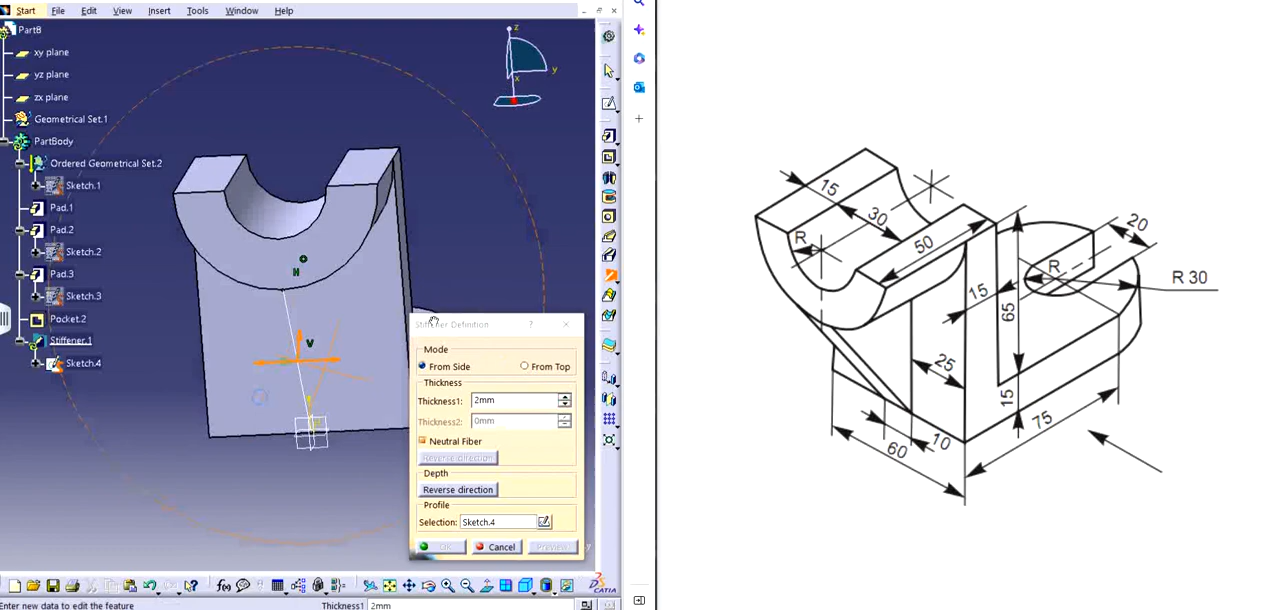 Start File Edit View Insert Tools Window Help
Part8
xy plane
yz plane
zx plane
Geometrical Set.1
PartBody
Ordered Geometrical Set.2
Sketch.1
Pad.1
Pad.2
Sketch.2
Pad.3
Sketch.3
Pocket.2
Stiffener.1
Sketch.4
z
y
x
H
V
Stiffener Definition ? ×
Mode
From Side From Top
Thickness
Thickness1: 2mm
Thickness2: 0mm
Neutral Fiber
Reverse direction
Depth
Reverse direction
Profile
Selection: Sketch.4
OK Cancel Preview
f(x)
CATIA
Enter new data to edit the feature Thickness1 2mm
15
30
R
50
20
R
R 30
15
65
25
15
75
10
60